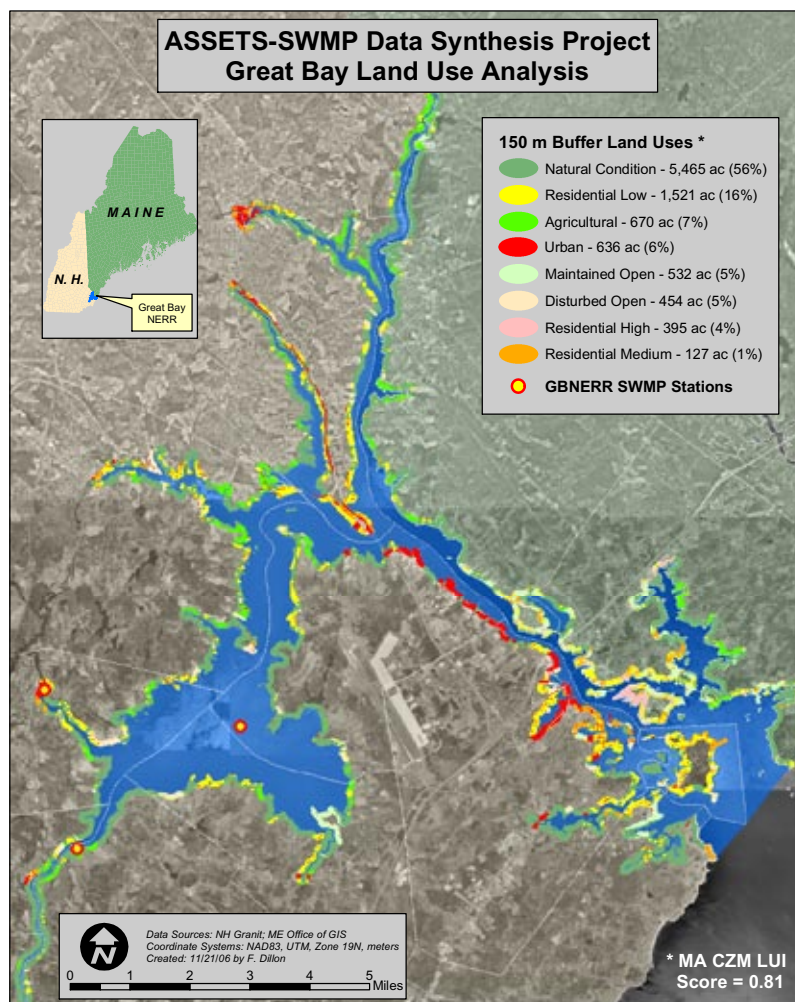 ASSETS-SWMP Data Synthesis Project
Great Bay Land Use Analysis
MAINE
N. H.
Great Bay
NERR
150 m Buffer Land Uses *
Natural Condition - 5,465 ac (56%)
Residential Low - 1,521 ac (16%)
Agricultural - 670 ac (7%)
Urban - 636 ac (6%)
Maintained Open - 532 ac (5%)
Disturbed Open - 454 ac (5%)
Residential High - 395 ac (4%)
Residential Medium - 127 ac (1%)
GBNERR SWMP Stations
N
Data Sources: NH Granit; ME Office of GIS
Coordinate Systems: NAD83, UTM, Zone 19N, meters
Created: 11/21/06 by F. Dillon
0 1 2 3 4 5
Miles
* MA CZM LUI
Score = 0.81